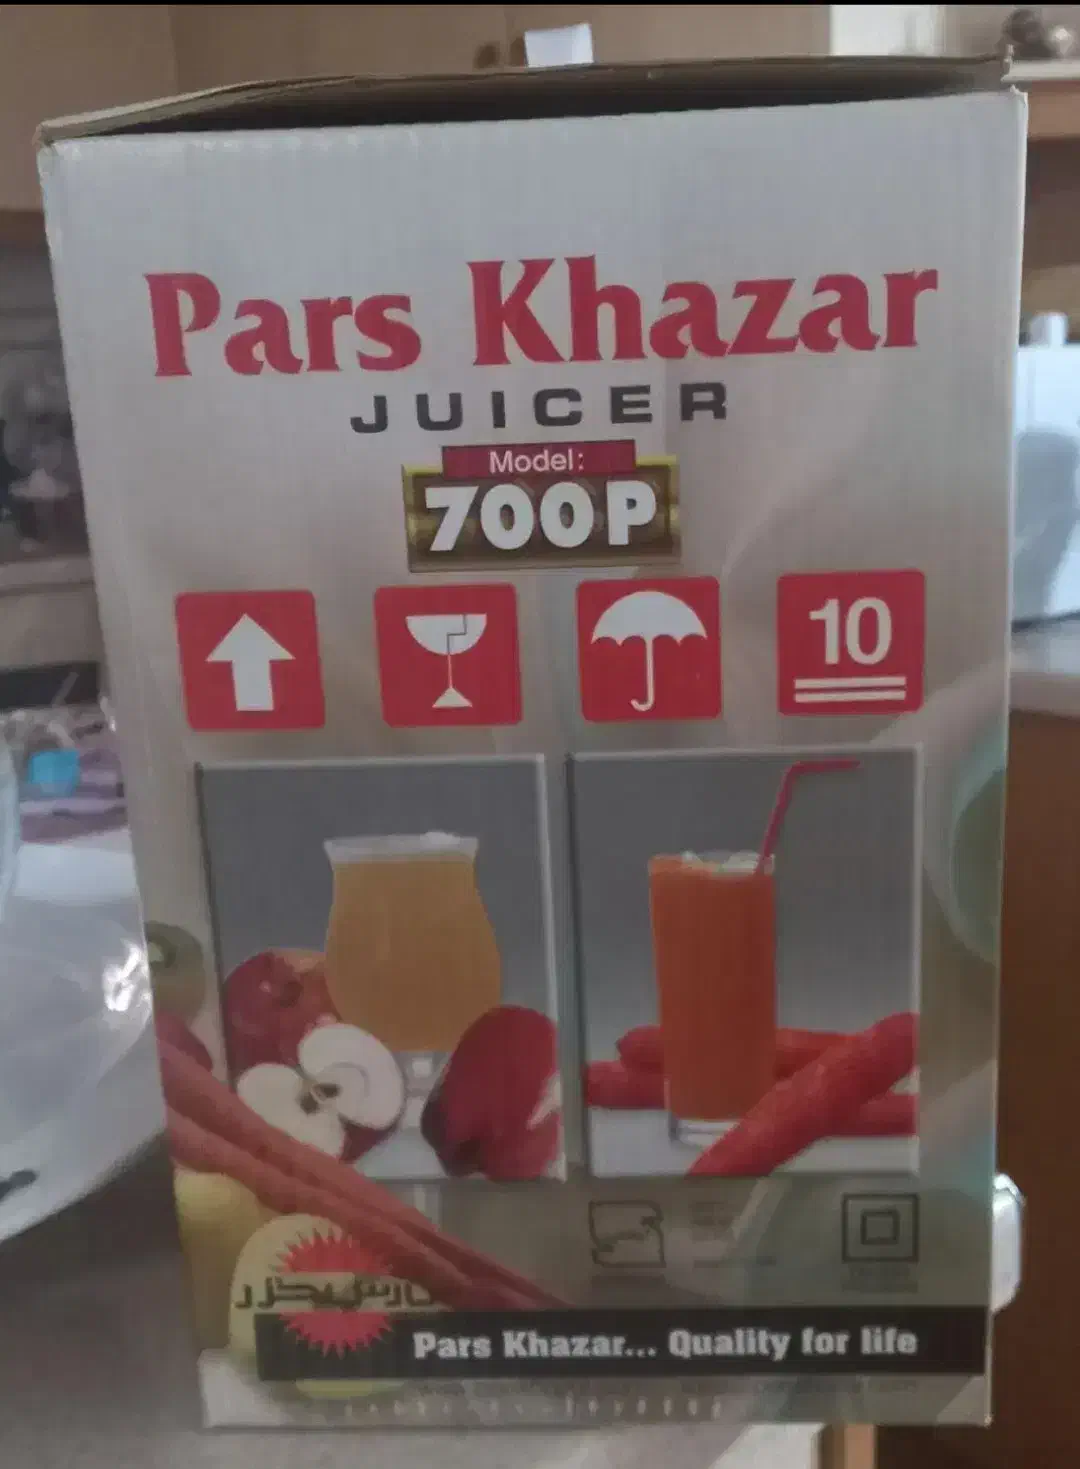 Pars Khazar
JUICER
Model:
700P
10
پارس خزر
Pars Khazar... Quality for life